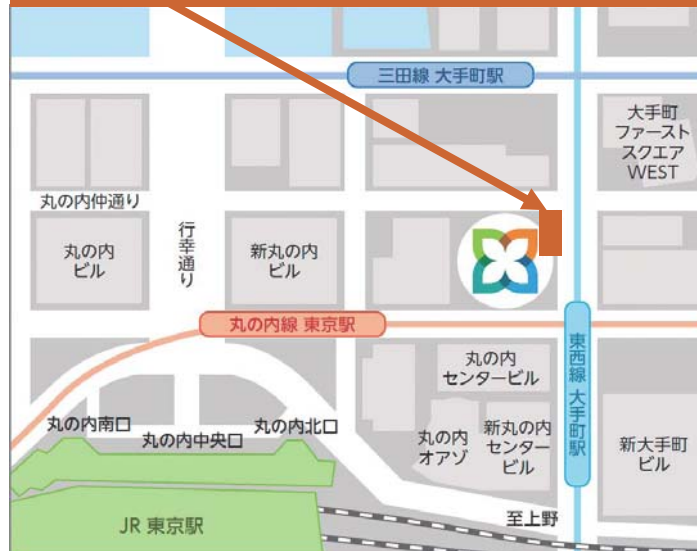 三田線 大手町駅
大手町
ファースト
スクエア
WEST
丸の内仲通り
行幸通り
丸の内
ビル
新丸の内
ビル
丸の内線 東京駅
東西線 大手町駅
丸の内
センタービル
丸の内南口
丸の内中央口
丸の内北口
丸の内
オアゾ
新丸の内
センター
ビル
新大手町
ビル
至上野
JR 東京駅